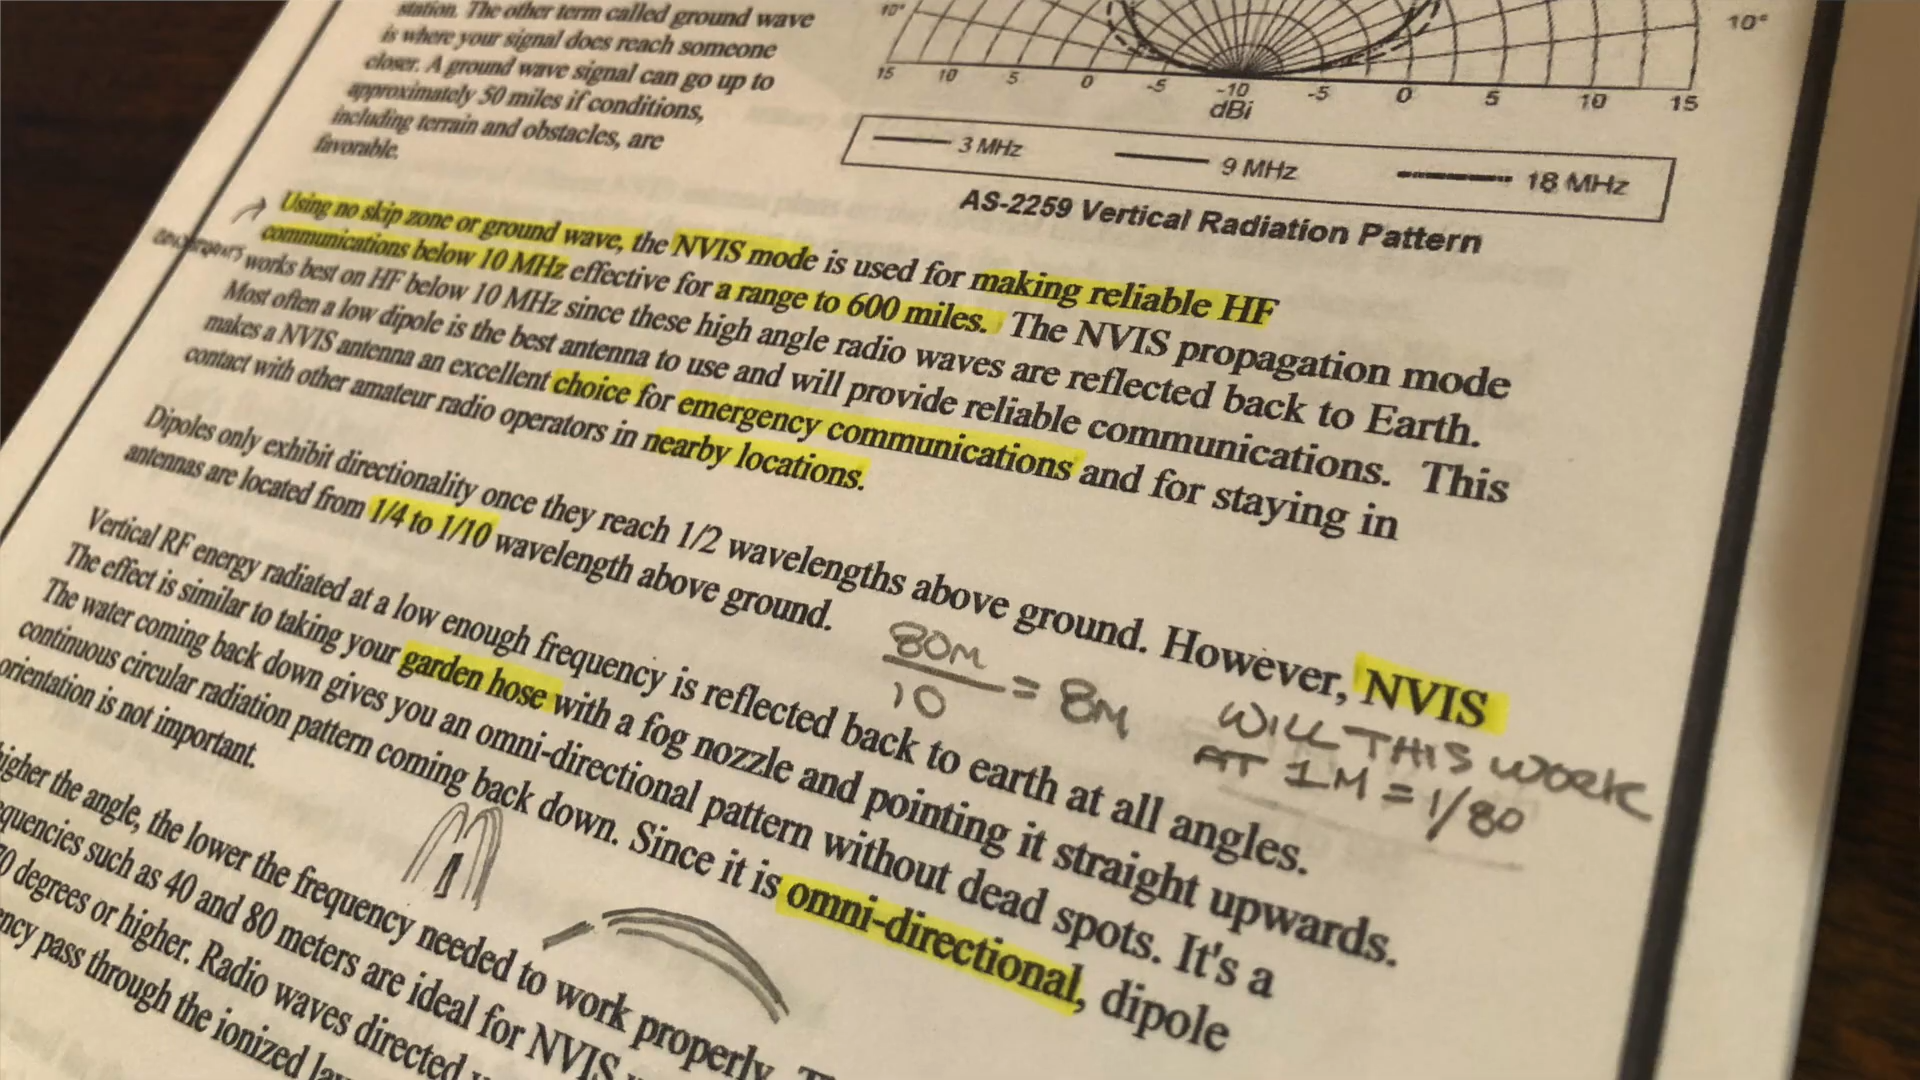 station. The other term called ground wave
is where your signal does reach someone
closer. A ground wave signal can go up to
approximately 50 miles if conditions,
including terrain and obstacles, are
favorable.
10°
10°
15 10 5 0 -5 -10 -5 0 5 10 15
dBi
3 MHz 9 MHz 18 MHz
AS-2259 Vertical Radiation Pattern
Using no skip zone or ground wave, the NVIS mode is used for making reliable HF
communications below 10 MHz effective for a range to 600 miles. The NVIS propagation mode
works best on HF below 10 MHz since these high angle radio waves are reflected back to Earth.
Most often a low dipole is the best antenna to use and will provide reliable communications. This
makes a NVIS antenna an excellent choice for emergency communications and for staying in
contact with other amateur radio operators in nearby locations.
Dipoles only exhibit directionality once they reach 1/2 wavelengths above ground. However, NVIS
antennas are located from 1/4 to 1/10 wavelength above ground.
80M
10
= 8M
WILL THIS WORK
AT 1M = 1/80
Vertical RF energy radiated at a low enough frequency is reflected back to earth at all angles.
The effect is similar to taking your garden hose with a fog nozzle and pointing it straight upwards.
The water coming back down gives you an omni-directional pattern without dead spots. It's a
continuous circular radiation pattern coming back down. Since it is omni-directional, dipole
orientation is not important.
higher the angle, the lower the frequency needed to work properly.
quencies such as 40 and 80 meters are ideal for NVIS
70 degrees or higher. Radio waves directed
ncy pass through the ionized